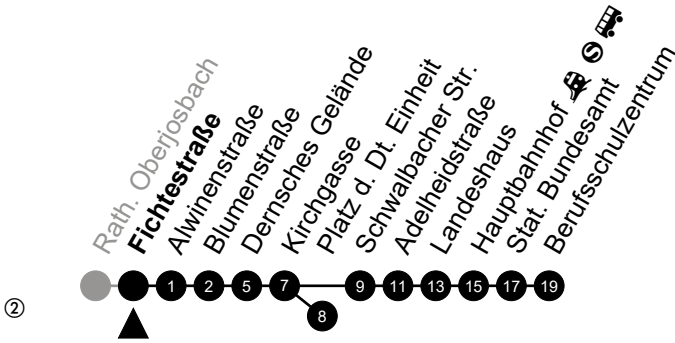 Rath. Oberjosbach
Fichtestraße
Alwinenstraße
Blumenstraße
Dernsches Gelände
Kirchgasse
Platz d. Dt. Einheit
Schwalbacher Str.
Adelheidstraße
Landeshaus
Hauptbahnhof S
Stat. Bundesamt
Berufsschulzentrum
② 1 2 5 7 9 11 13 15 17 19
8